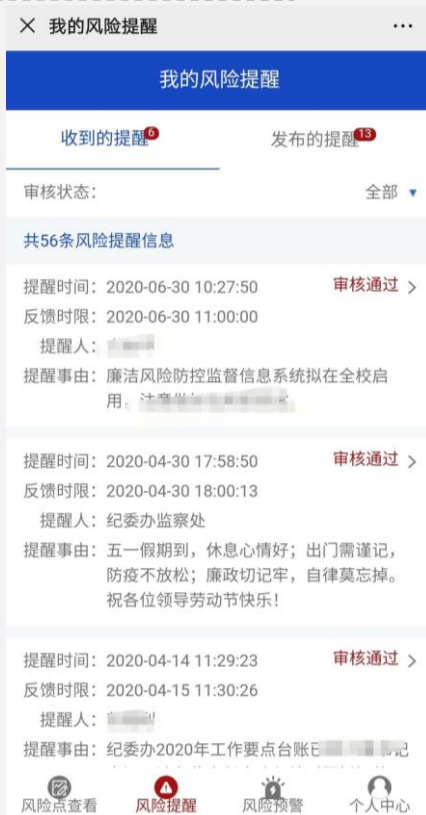 我的风险提醒
我的风险提醒
收到的提醒 6 发布的提醒 13
审核状态： 全部
共56条风险提醒信息
提醒时间：2020-06-30 10:27:50 审核通过
反馈时限：2020-06-30 11:00:00
提醒人：
提醒事由：廉洁风险防控监督信息系统拟在全校启
用，
提醒时间：2020-04-30 17:58:50 审核通过
反馈时限：2020-04-30 18:00:13
提醒人：纪委办监察处
提醒事由：五一假期到，休息心情好；出门需谨记，
防疫不放松；廉政切记牢，自律莫忘掉。
祝各位领导劳动节快乐！
提醒时间：2020-04-14 11:29:23 审核通过
反馈时限：2020-04-15 11:30:26
提醒人：
提醒事由：纪委办2020年工作要点台账已 记
风险点查看 风险提醒 风险预警 个人中心